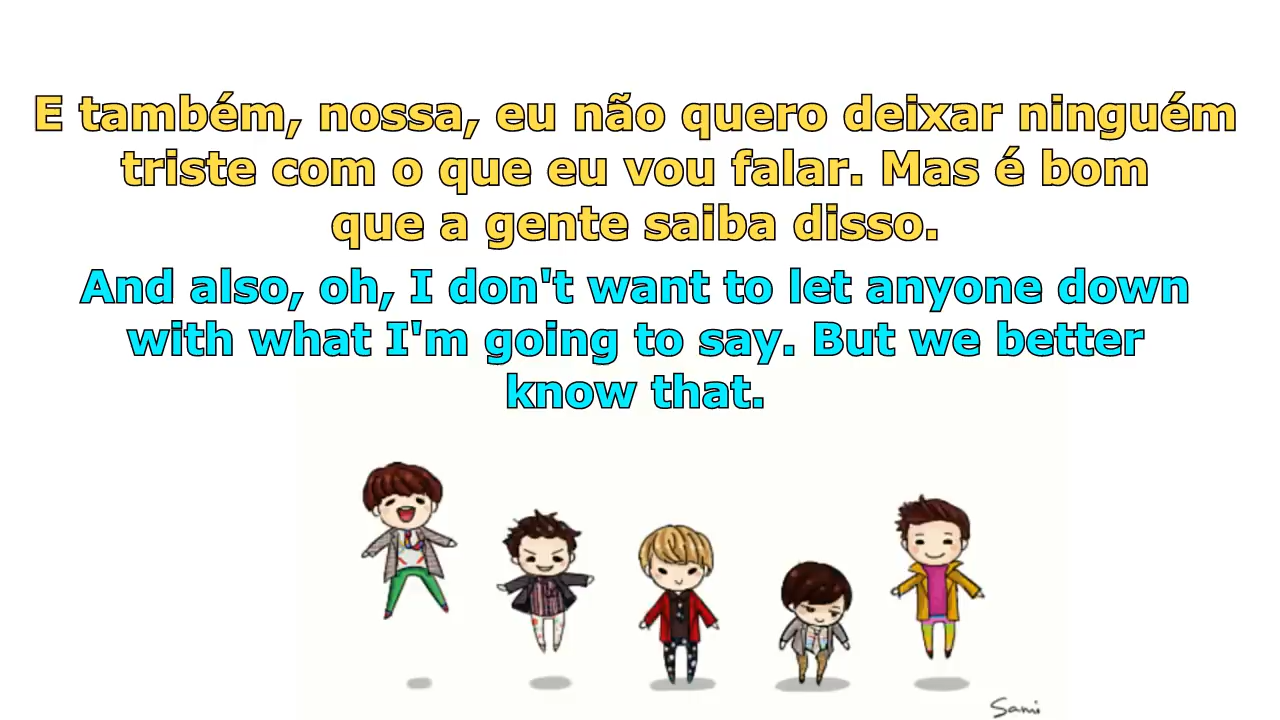 E também, nossa, eu não quero deixar ninguém
triste com o que eu vou falar. Mas é bom
que a gente saiba disso.
And also, oh, I don't want to let anyone down
with what I'm going to say. But we better
know that.
Sami